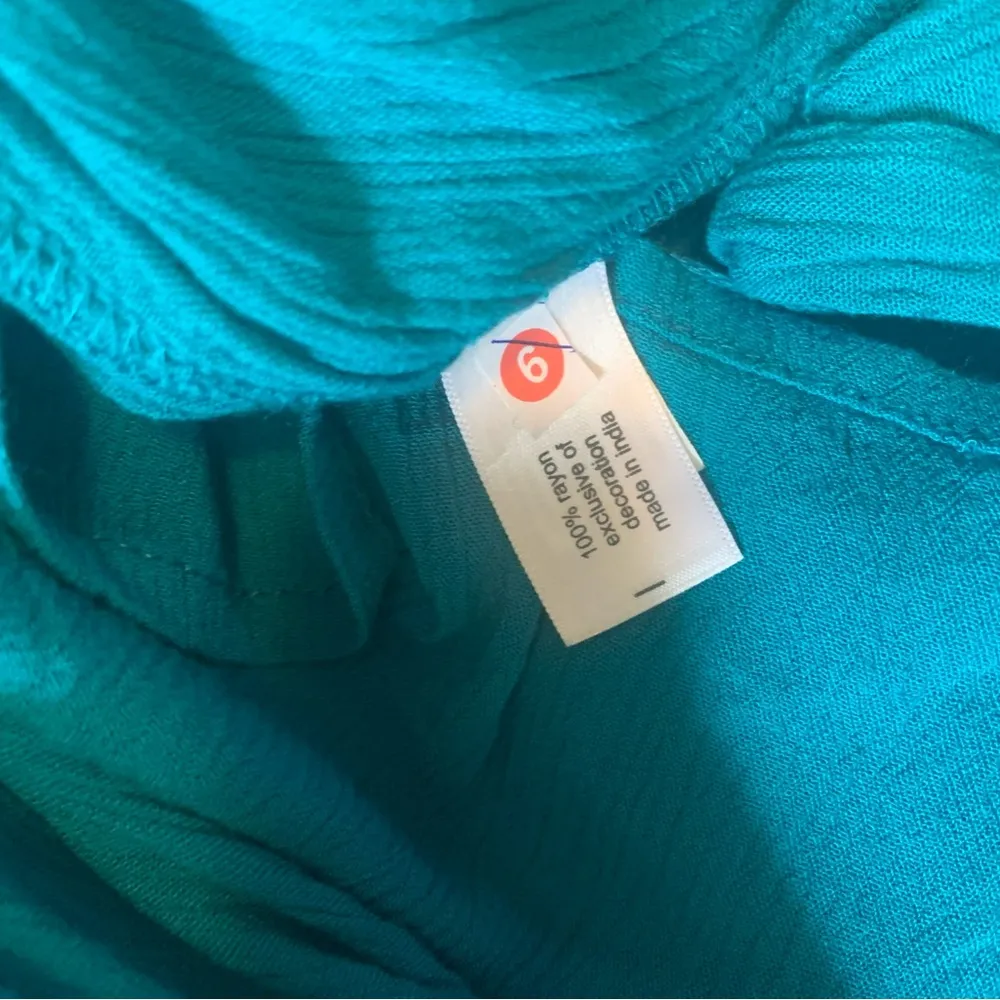 100% rayon
exclusive of
decoration
made in india